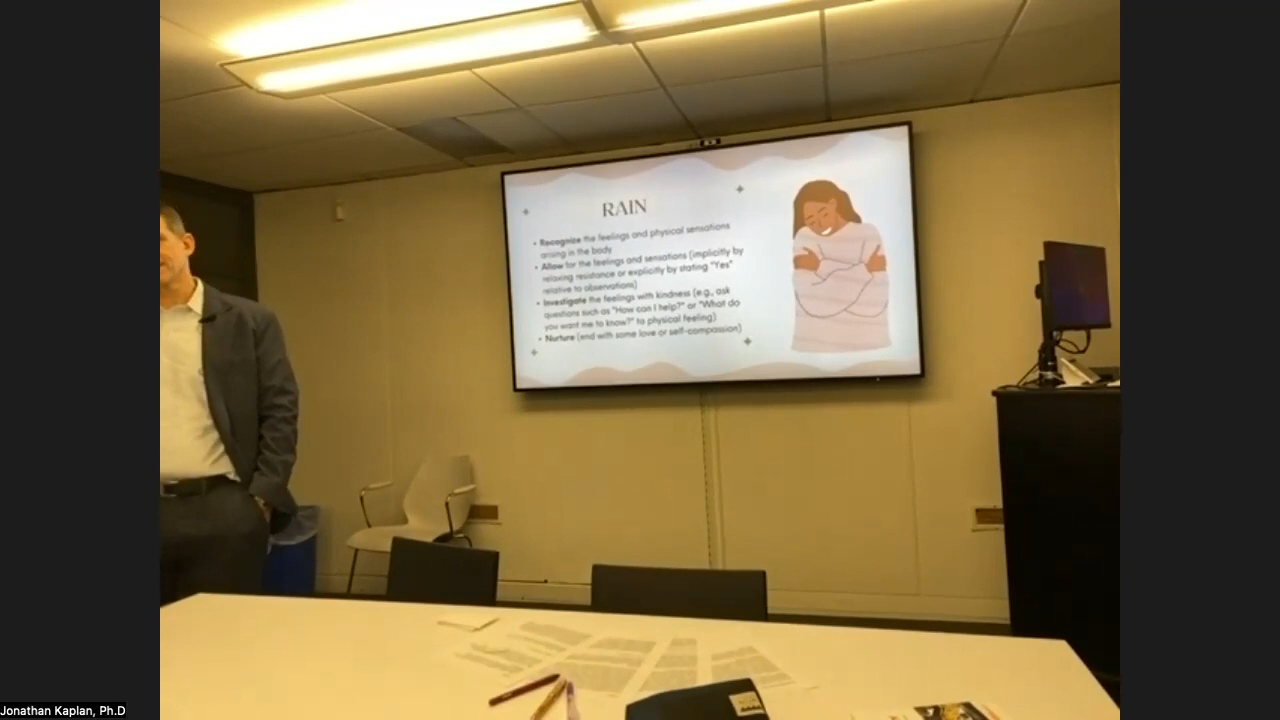 RAIN
• Recognize the feelings and physical sensations
arising in the body
• Allow for the feelings and sensations (implicitly by
relaxing resistance or explicitly by stating "Yes"
relative to observations)
• Investigate the feelings with kindness (e.g., ask
questions such as "How can I help?" or "What do
you want me to know?" to physical feeling)
• Nurture (end with some love or self-compassion)
Jonathan Kaplan, Ph.D